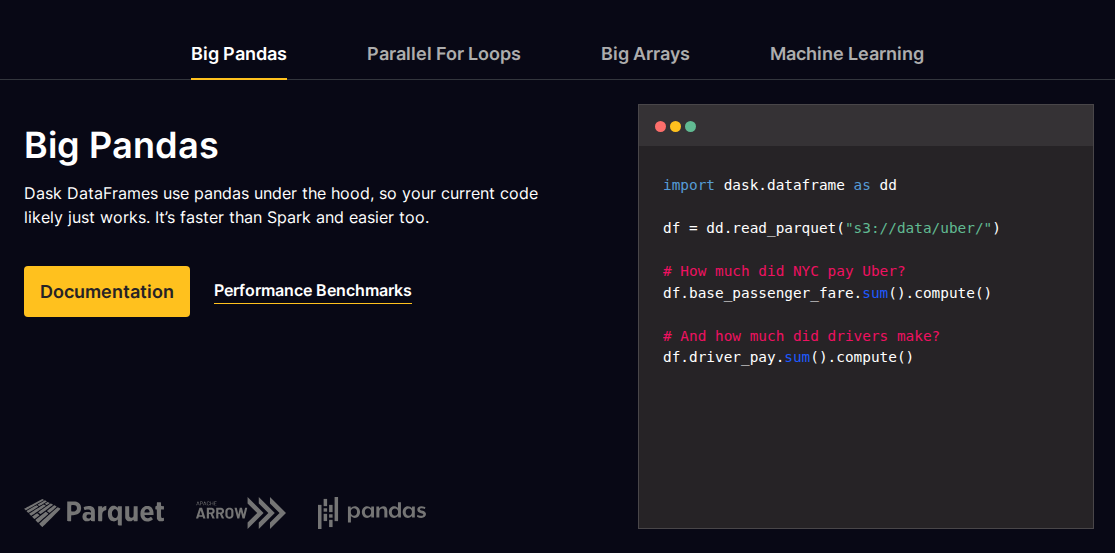 Big Pandas Parallel For Loops Big Arrays Machine Learning
Big Pandas
Dask DataFrames use pandas under the hood, so your current code
likely just works. It’s faster than Spark and easier too.
Documentation Performance Benchmarks
import dask.dataframe as dd
df = dd.read_parquet("s3://data/uber/")
# How much did NYC pay Uber?
df.base_passenger_fare.sum().compute()
# And how much did drivers make?
df.driver_pay.sum().compute()
Parquet
APACHE
ARROW
pandas